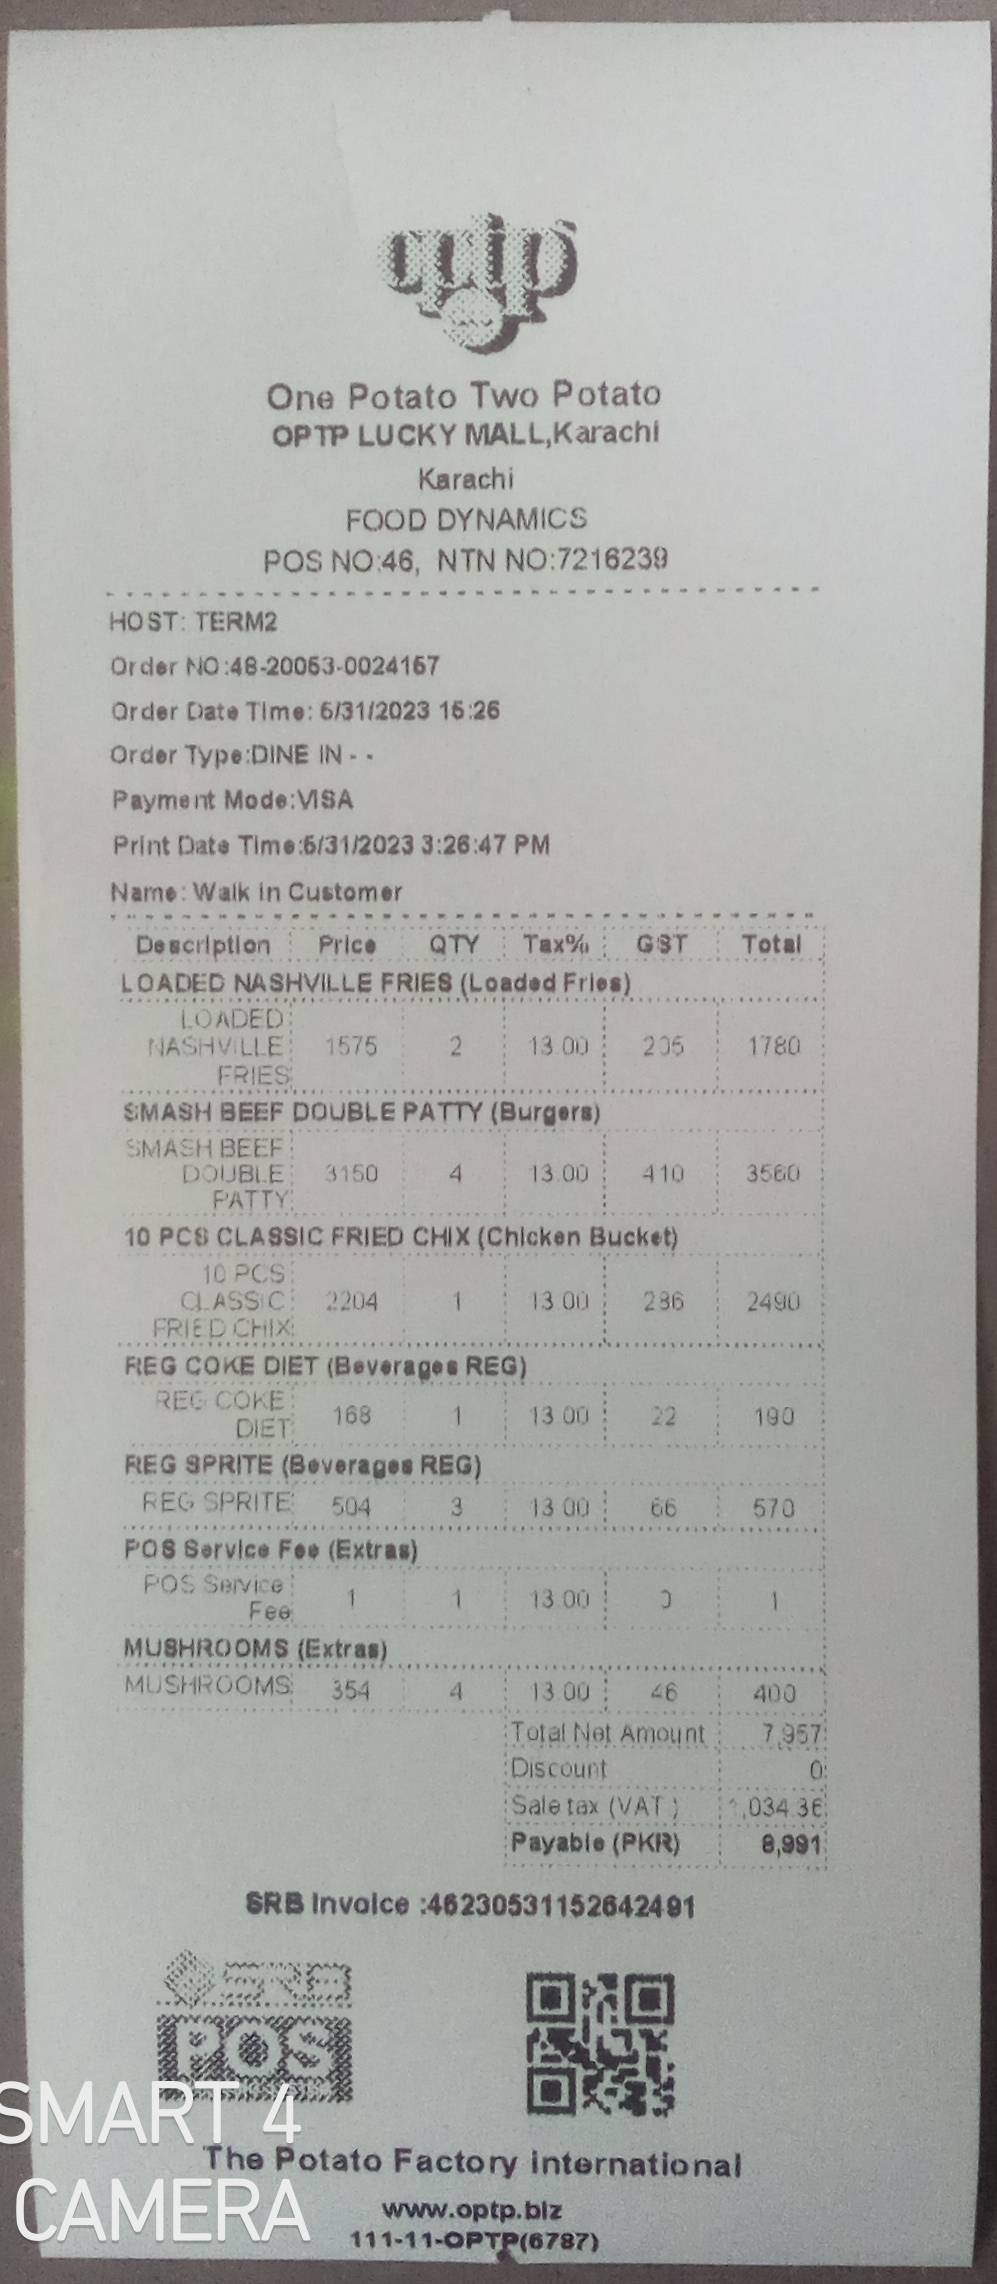 optp
One Potato Two Potato
OPTP LUCKY MALL,Karachi
Karachi
FOOD DYNAMICS
POS NO:46, NTN NO:7216239
HOST: TERM2
Order NO:48-20053-0024157
Order Date Time: 5/31/2023 15:26
Order Type:DINE IN - -
Payment Mode:VISA
Print Date Time:5/31/2023 3:26:47 PM
Name: Walk in Customer
Description Price QTY Tax% GST Total
LOADED NASHVILLE FRIES (Loaded Fries)
LOADED
NASHVILLE 1575 2 13.00 205 1780
FRIES
SMASH BEEF DOUBLE PATTY (Burgers)
SMASH BEEF
DOUBLE 3150 4 13.00 410 3560
PATTY
10 PCS CLASSIC FRIED CHIX (Chicken Bucket)
10 PCS
CLASSIC 2204 1 13.00 286 2490
FRIED CHIX
REG COKE DIET (Beverages REG)
REG COKE 168 1 13.00 22 190
DIET
REG SPRITE (Beverages REG)
REG SPRITE 504 3 13.00 66 570
POS Service Fee (Extras)
POS Service 1 1 13.00 0 1
Fee
MUSHROOMS (Extras)
MUSHROOMS 354 4 13.00 46 400
Total Net Amount 7,957
Discount 0
Sale tax (VAT ) 1,034.36
Payable (PKR) 8,991
SRB Invoice :46230531152642491
SRB
POS
The Potato Factory International
www.optp.biz
111-11-OPTP(6787)
SMART 4
CAMERA